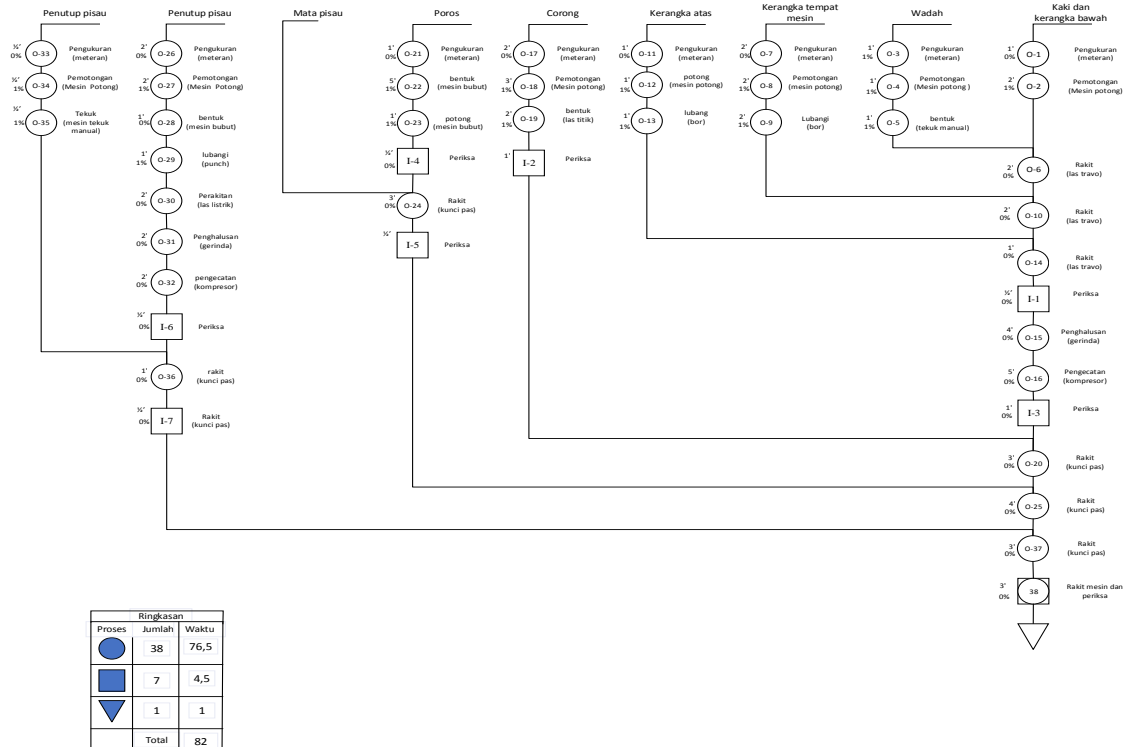 Penutup pisau
½'
0%
O-33
Pengukuran
(meteran)
½'
1%
O-34
Pemotongan
(Mesin Potong)
½'
1%
O-35
Tekuk
(mesin tekuk
manual)
Penutup pisau
2'
0%
O-26
Pengukuran
(meteran)
2'
1%
O-27
Pemotongan
(Mesin Potong)
1'
0%
O-28
bentuk
(mesin bubut)
1'
1%
O-29
lubangi
(punch)
2'
0%
O-30
Perakitan
(las listrik)
2'
0%
O-31
Penghalusan
(gerinda)
2'
0%
O-32
pengecatan
(kompresor)
0%
I-6
Periksa
1'
0%
O-36
rakit
(kunci pas)
0%
I-7
Rakit
(kunci pas)
Mata pisau
Poros
1'
0%
O-21
Pengukuran
(meteran)
5'
1%
O-22
bentuk
(mesin bubut)
1'
1%
O-23
potong
(mesin bubut)
0%
I-4
Periksa
3'
0%
O-24
Rakit
(kunci pas)
I-5
Periksa
Corong
2'
0%
O-17
Pengukuran
(meteran)
3'
1%
O-18
Pemotongan
(Mesin potong)
2'
1%
O-19
bentuk
(las titik)
1'
I-2
Periksa
Kerangka atas
1'
0%
O-11
Pengukuran
(meteran)
1'
1%
O-12
potong
(mesin potong)
1'
1%
O-13
lubang
(bor)
Kerangka tempat
mesin
2'
0%
O-7
Pengukuran
(meteran)
2'
1%
O-8
Pemotongan
(mesin potong)
2'
1%
O-9
Lubangi
(bor)
Wadah
1'
1%
O-3
Pengukuran
(meteran)
1'
1%
O-4
Pemotongan
(Mesin potong )
1'
1%
O-5
bentuk
(tekuk manual)
Kaki dan
kerangka bawah
1'
0%
O-1
Pengukuran
(meteran)
2'
1%
O-2
Pemotongan
(Mesin potong)
2'
0%
O-6
Rakit
(las travo)
2'
0%
O-10
Rakit
(las travo)
1'
0%
O-14
Rakit
(las travo)
0%
I-1
Periksa
4'
0%
O-15
Penghalusan
(gerinda)
5'
0%
O-16
Pengecatan
(kompresor)
1'
0%
I-3
Periksa
3'
0%
O-20
Rakit
(kunci pas)
4'
0%
O-25
Rakit
(kunci pas)
3'
0%
O-37
Rakit
(kunci pas)
3'
0%
38
Rakit mesin dan
periksa
Ringkasan
Proses Jumlah Waktu
38 76,5
7 4,5
1 1
Total 82